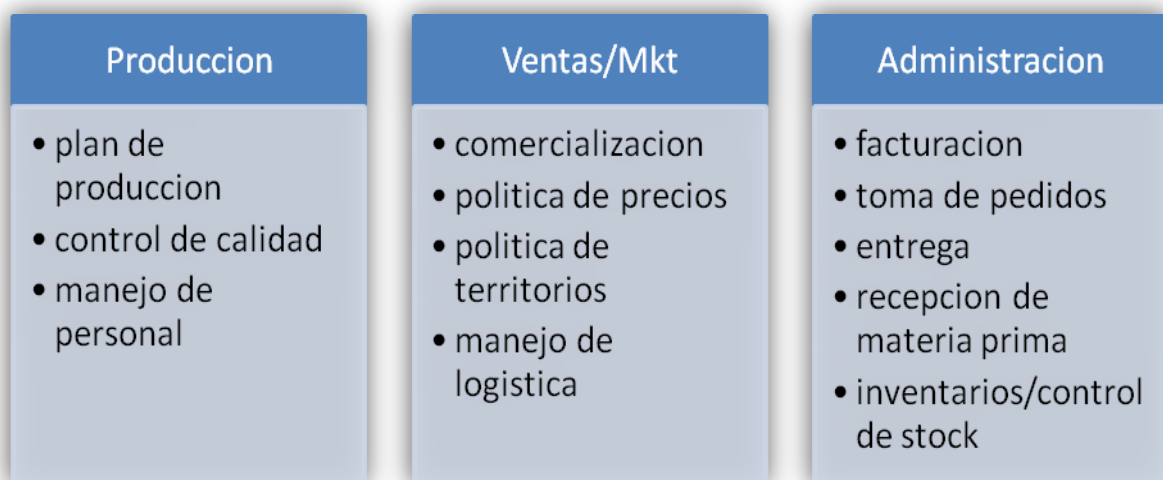 Produccion
• plan de
produccion
• control de calidad
• manejo de
personal
Ventas/Mkt
• comercializacion
• politica de precios
• politica de
territorios
• manejo de
logistica
Administracion
• facturacion
• toma de pedidos
• entrega
• recepcion de
materia prima
• inventarios/control
de stock